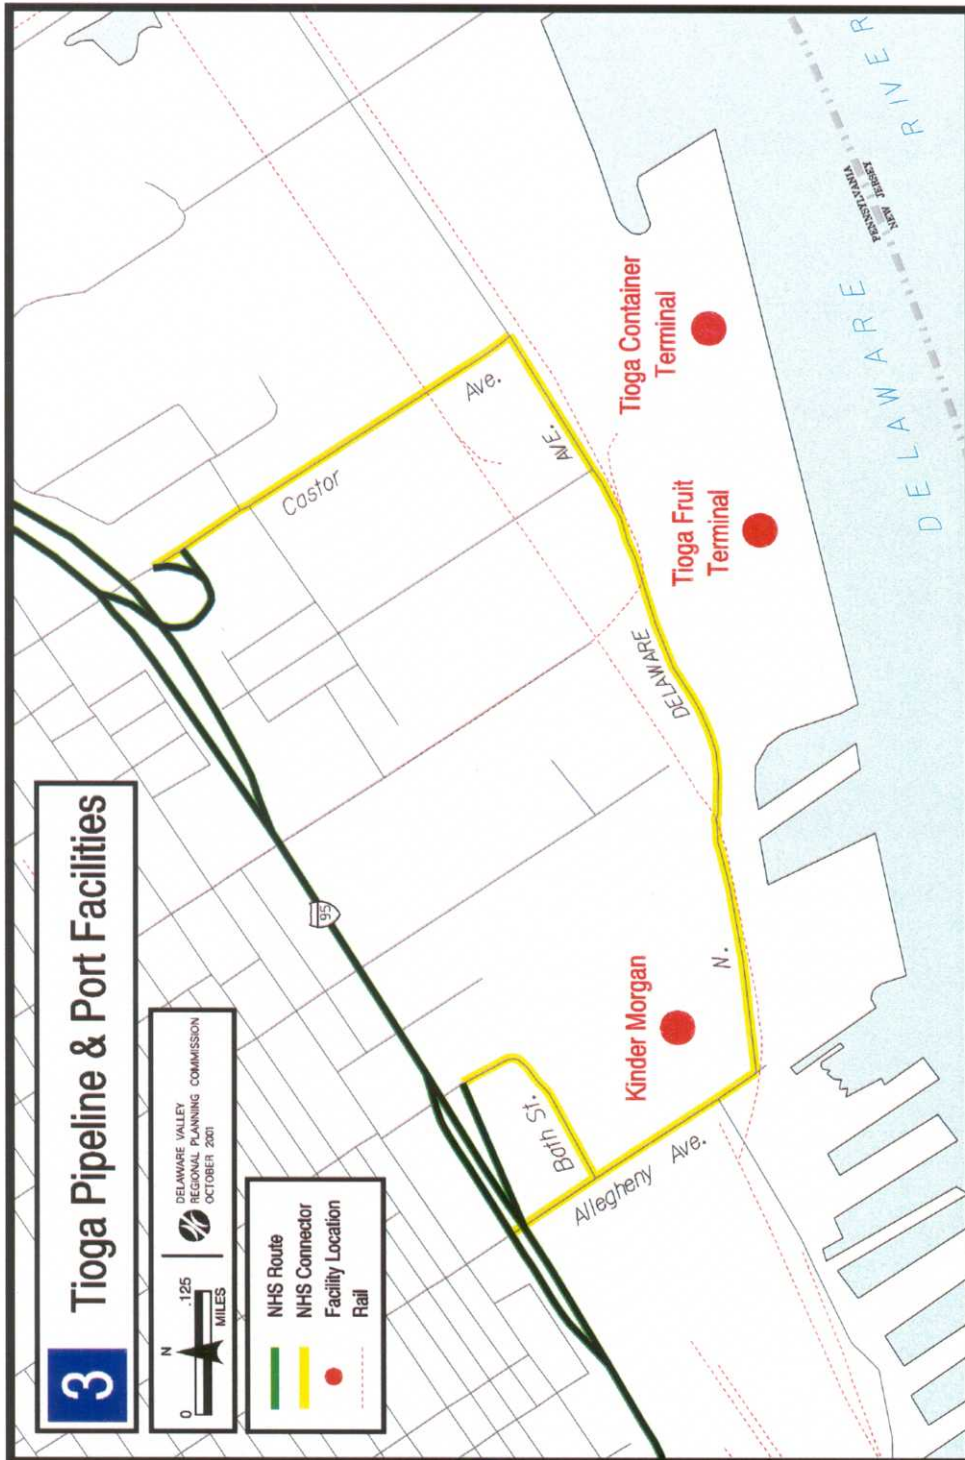 3
Tioga Pipeline & Port Facilities
0
N
.125
MILES
DELAWARE VALLEY
REGIONAL PLANNING COMMISSION
OCTOBER 2001
NHS Route
NHS Connector
Facility Location
Rail
95
Castor
Ave.
Bath St.
Allegheny Ave.
N.
DELAWARE
AVE.
Kinder Morgan
Tioga Fruit
Terminal
Tioga Container
Terminal
DELAWARE RIVER
PENNSYLVANIA
NEW JERSEY